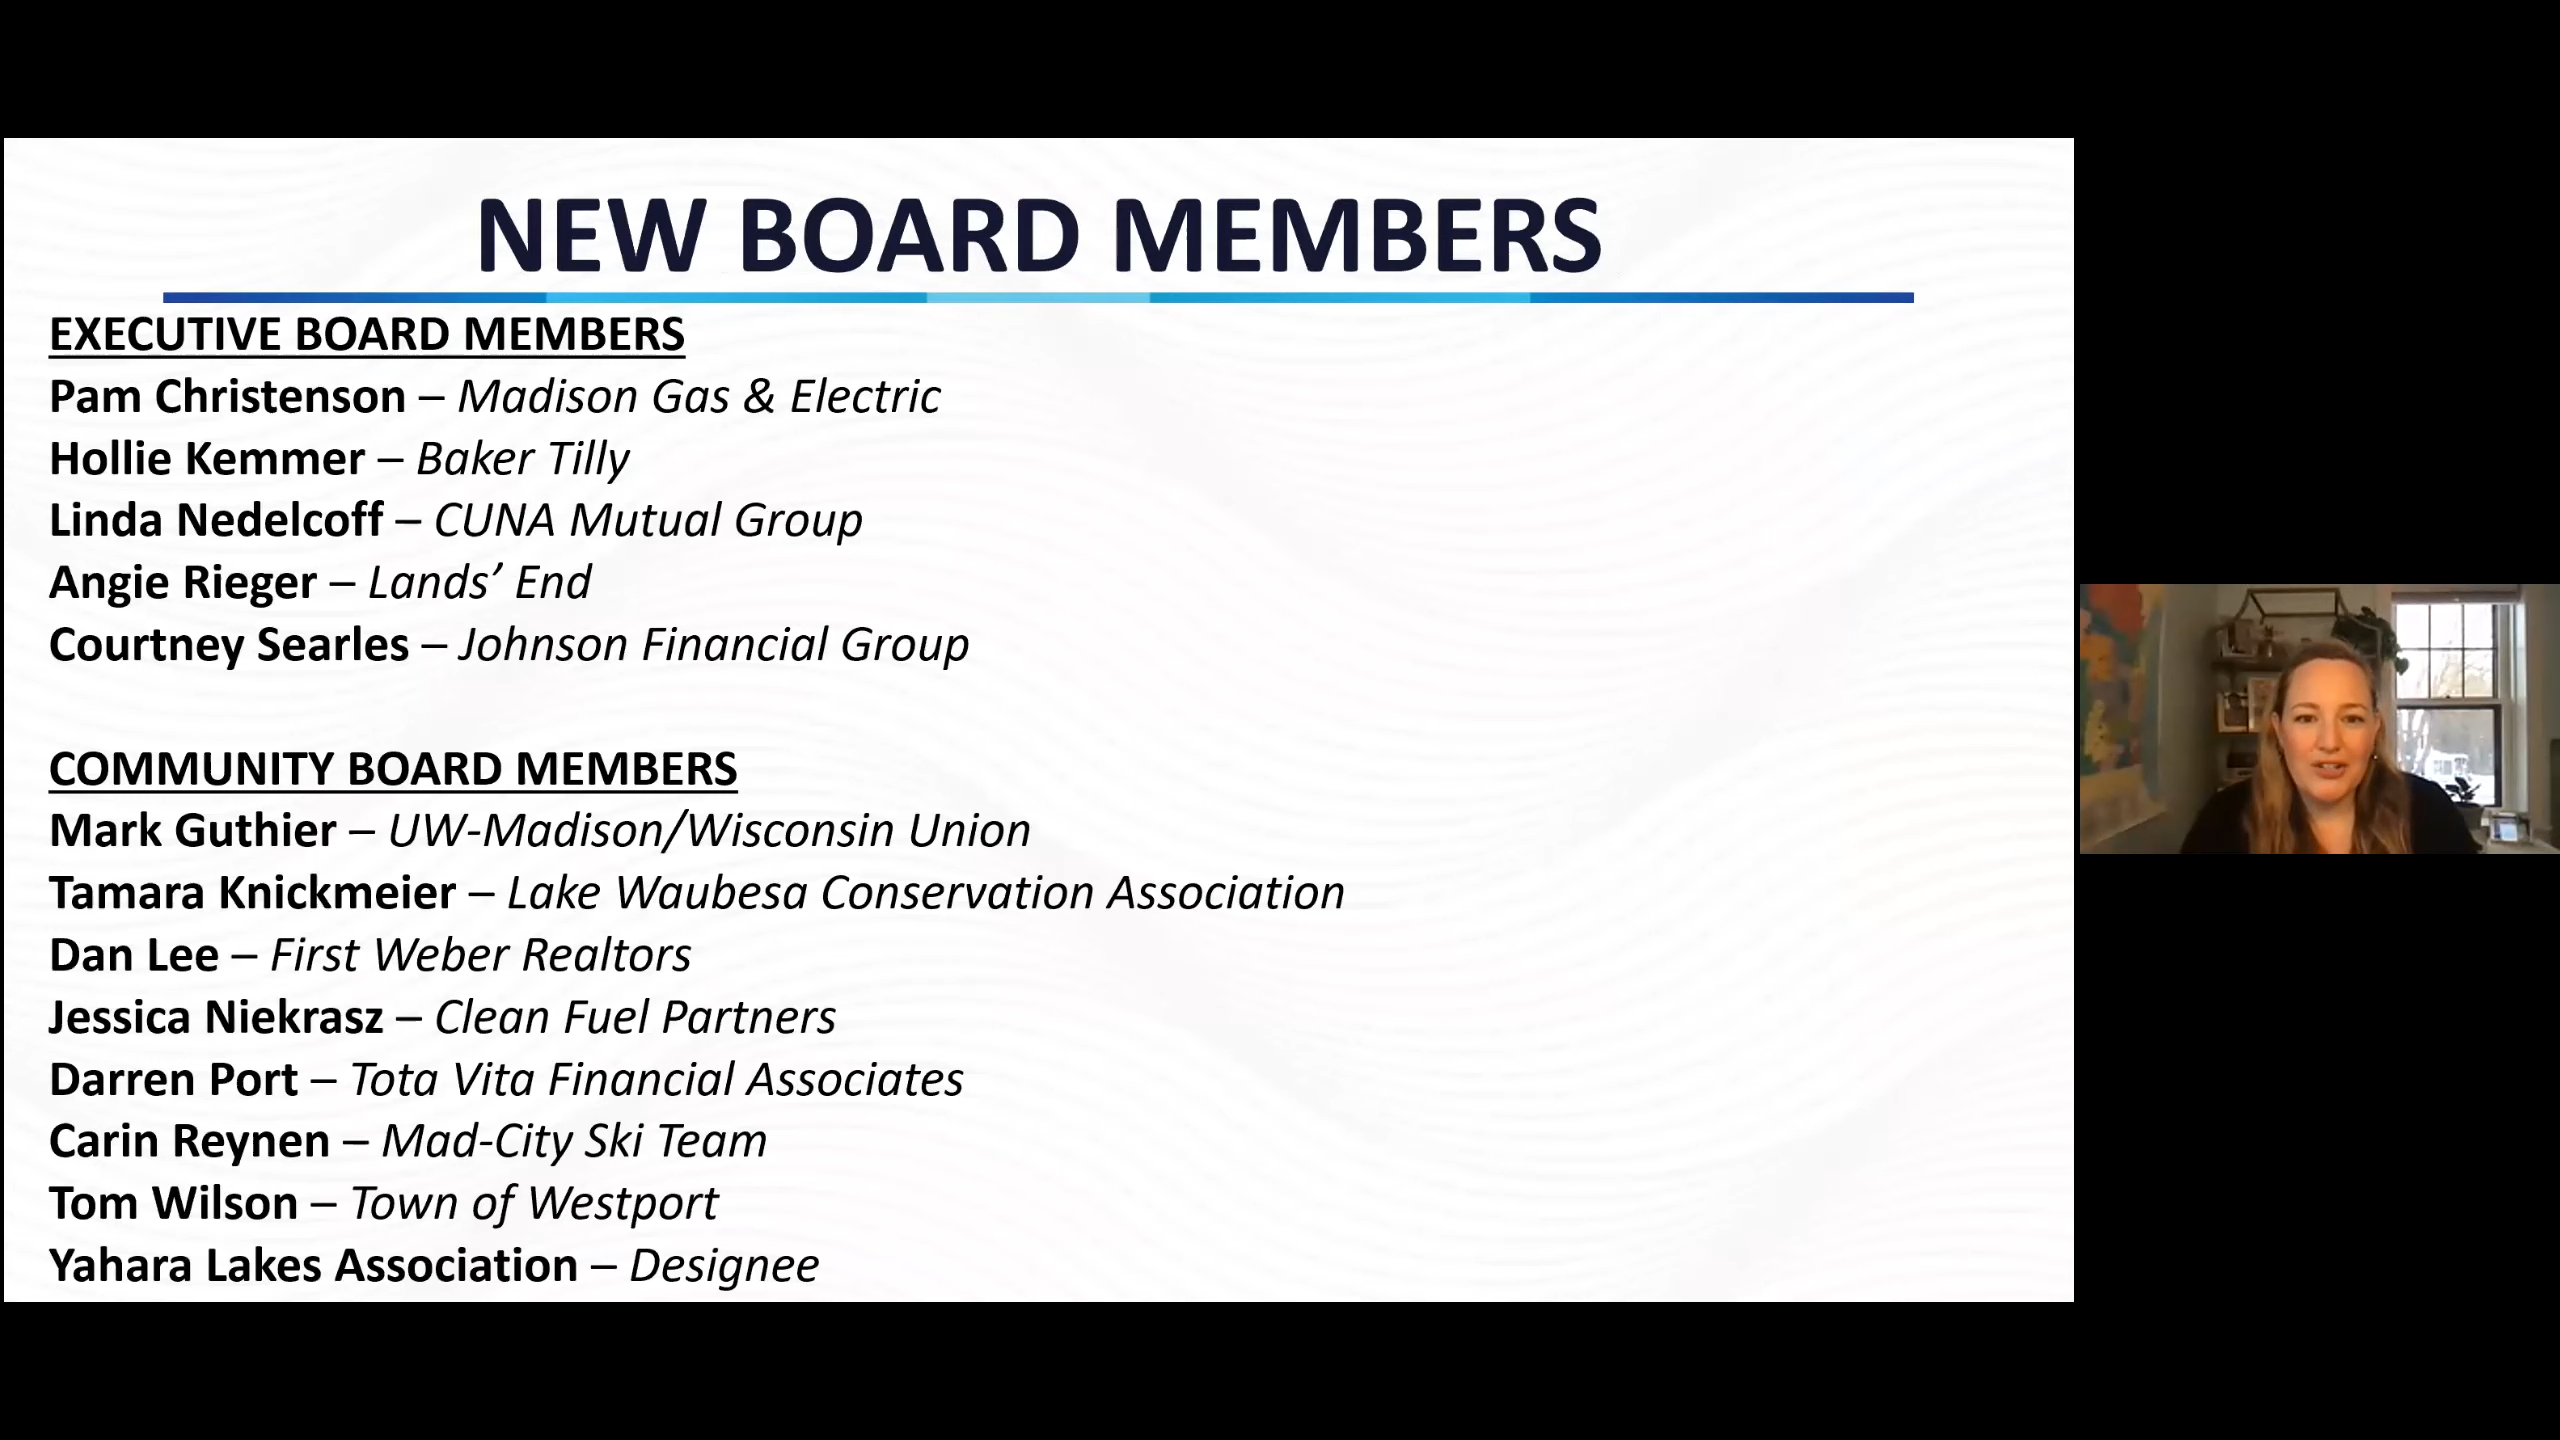 NEW BOARD MEMBERS
EXECUTIVE BOARD MEMBERS
Pam Christenson – Madison Gas & Electric
Hollie Kemmer – Baker Tilly
Linda Nedelcoff – CUNA Mutual Group
Angie Rieger – Lands’ End
Courtney Searles – Johnson Financial Group
COMMUNITY BOARD MEMBERS
Mark Guthier – UW-Madison/Wisconsin Union
Tamara Knickmeier – Lake Waubesa Conservation Association
Dan Lee – First Weber Realtors
Jessica Niekrasz – Clean Fuel Partners
Darren Port – Tota Vita Financial Associates
Carin Reynen – Mad-City Ski Team
Tom Wilson – Town of Westport
Yahara Lakes Association – Designee